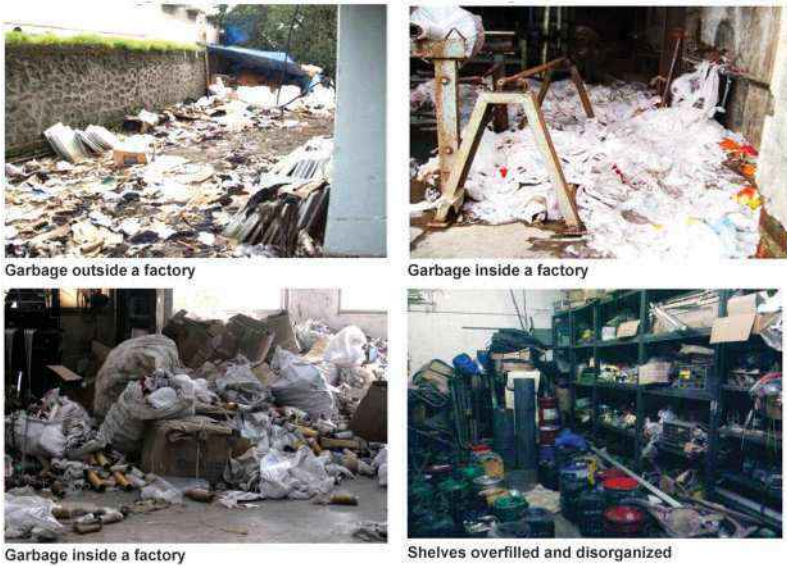 Garbage outside a factory
Garbage inside a factory
Garbage inside a factory
Shelves overfilled and disorganized